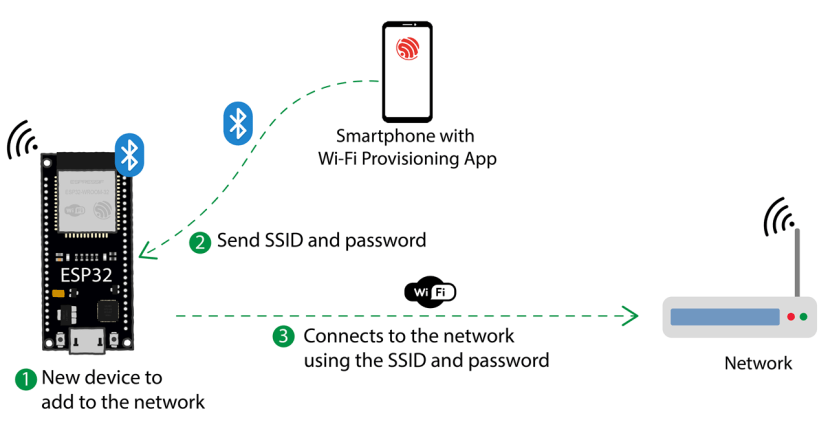 Smartphone with
Wi-Fi Provisioning App
2 Send SSID and password
ESP32
Wi Fi
3 Connects to the network
using the SSID and password
Network
1 New device to
add to the network